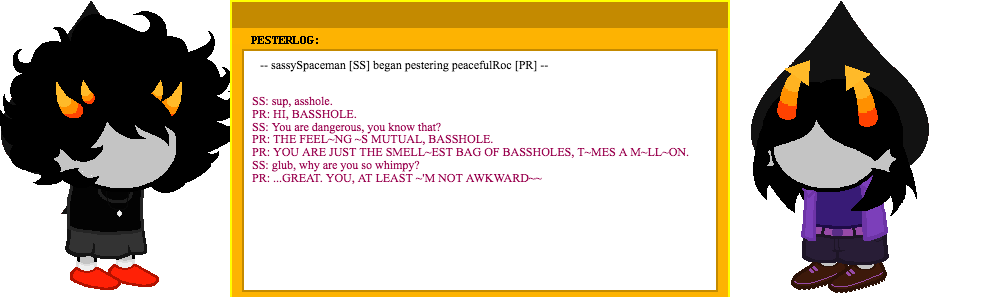 PESTERLOG:
-- sassySpaceman [SS] began pestering peacefulRoc [PR] --
SS: sup, asshole.
PR: HI, BASSHOLE.
SS: You are dangerous, you know that?
PR: THE FEEL~NG ~S MUTUAL, BASSHOLE.
PR: YOU ARE JUST THE SMELL~EST BAG OF BASSHOLES, T~MES A M~LL~ON.
SS: glub, why are you so whimpy?
PR: ...GREAT. YOU, AT LEAST ~'M NOT AWKWARD~~